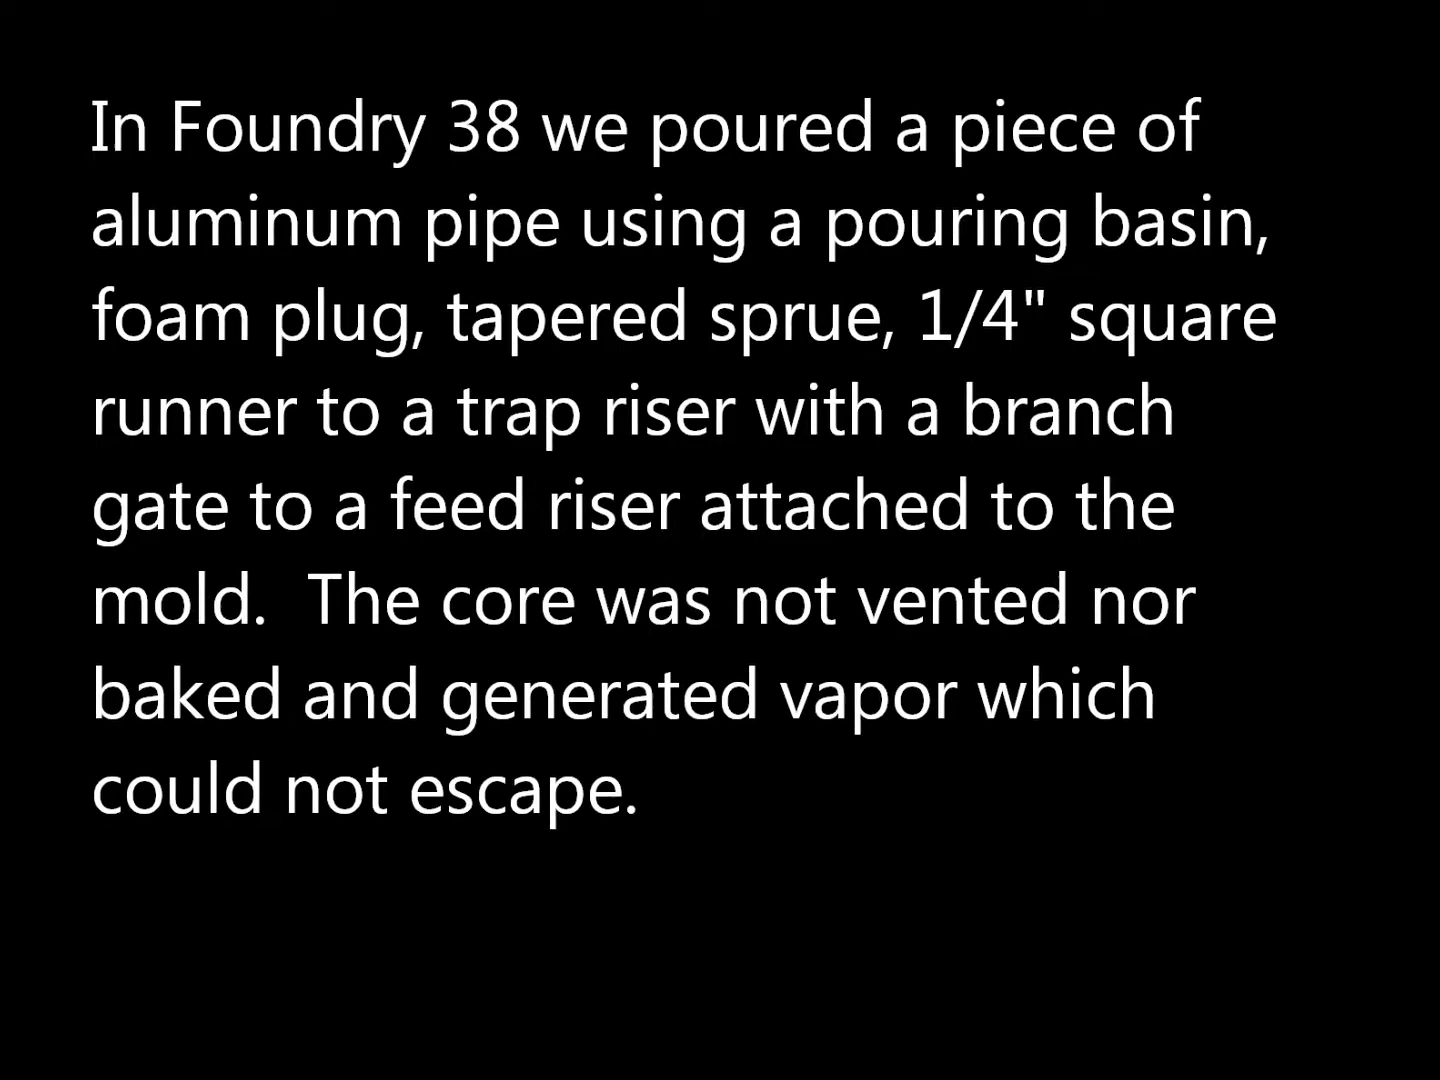 In Foundry 38 we poured a piece of
aluminum pipe using a pouring basin,
foam plug, tapered sprue, 1/4" square
runner to a trap riser with a branch
gate to a feed riser attached to the
mold.  The core was not vented nor
baked and generated vapor which
could not escape.